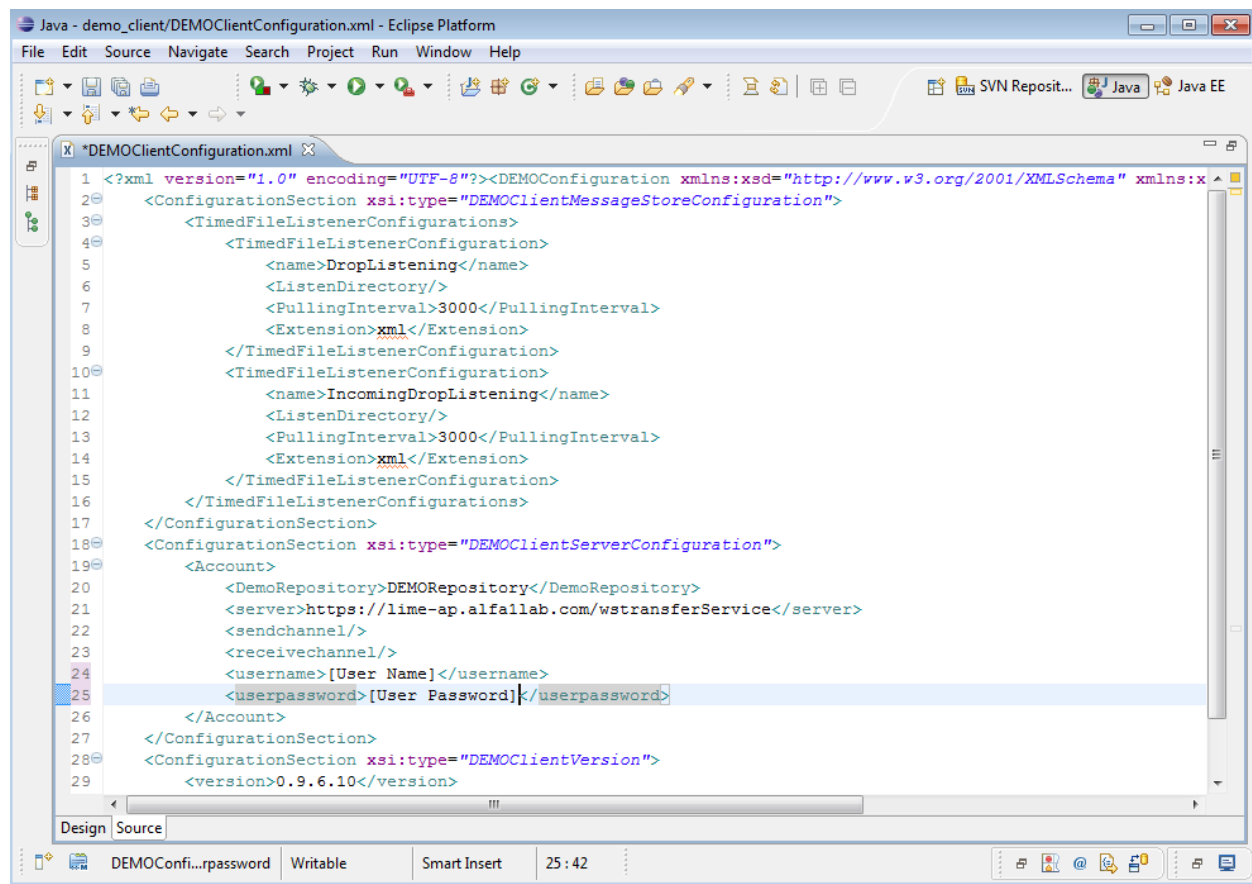 Java - demo_client/DEMOClientConfiguration.xml - Eclipse Platform
File Edit Source Navigate Search Project Run Window Help
SVN Reposit... Java Java EE
*DEMOClientConfiguration.xml
1 <?xml version="1.0" encoding="UTF-8"?><DEMOConfiguration xmlns:xsd="http://www.w3.org/2001/XMLSchema" xmlns:x
2 <ConfigurationSection xsi:type="DEMOClientMessageStoreConfiguration">
3 <TimedFileListenerConfigurations>
4 <TimedFileListenerConfiguration>
5 <name>DropListening</name>
6 <ListenDirectory/>
7 <PullingInterval>3000</PullingInterval>
8 <Extension>xml</Extension>
9 </TimedFileListenerConfiguration>
10 <TimedFileListenerConfiguration>
11 <name>IncomingDropListening</name>
12 <ListenDirectory/>
13 <PullingInterval>3000</PullingInterval>
14 <Extension>xml</Extension>
15 </TimedFileListenerConfiguration>
16 </TimedFileListenerConfigurations>
17 </ConfigurationSection>
18 <ConfigurationSection xsi:type="DEMOClientServerConfiguration">
19 <Account>
20 <DemoRepository>DEMORepository</DemoRepository>
21 <server>https://lime-ap.alfa1lab.com/wstransferService</server>
22 <sendchannel/>
23 <receivechannel/>
24 <username>[User Name]</username>
25 <userpassword>[User Password]</userpassword>
26 </Account>
27 </ConfigurationSection>
28 <ConfigurationSection xsi:type="DEMOClientVersion">
29 <version>0.9.6.10</version>
Design Source
DEMOConfi...rpassword Writable Smart Insert 25 : 42